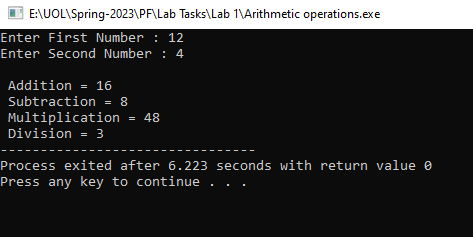 E:\UOL\Spring-2023\PF\Lab Tasks\Lab 1\Arithmetic operations.exe
Enter First Number : 12
Enter Second Number : 4
Addition = 16
Subtraction = 8
Multiplication = 48
Division = 3
--------------------------------
Process exited after 6.223 seconds with return value 0
Press any key to continue . . .